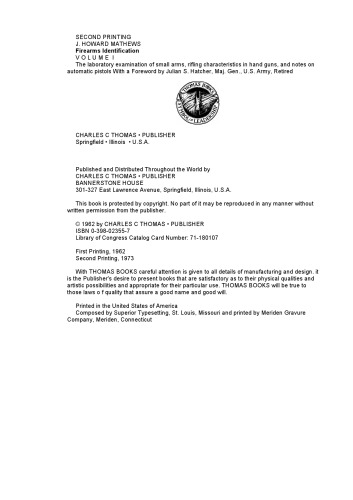 SECOND PRINTING
J. HOWARD MATHEWS
Firearms Identification
V O L U M E I
The laboratory examination of small arms, rifling characteristics in hand guns, and notes on
automatic pistols With a Foreword by Julian S. Hatcher, Maj. Gen., U.S. Army, Retired
THOMAS BOOKS
CHARLES C THOMAS • PUBLISHER
Springfield • Illinois • U.S.A.
Published and Distributed Throughout the World by
CHARLES C THOMAS • PUBLISHER
BANNERSTONE HOUSE
301-327 East Lawrence Avenue, Springfield, Illinois, U.S.A.
This book is protected by copyright. No part of it may be reproduced in any manner without
written permission from the publisher.
© 1962 by CHARLES C THOMAS • PUBLISHER
ISBN 0-398-02355-7
Library of Congress Catalog Card Number: 71-180107
First Printing, 1962
Second Printing, 1973
With THOMAS BOOKS careful attention is given to all details of manufacturing and design. it
is the Publisher's desire to present books that are satisfactory as to their physical qualities and
artistic possibilities and appropriate for their particular use. THOMAS BOOKS will be true to
those laws o f quality that assure a good name and good will.
Printed in the United States of America
Composed by Superior Typesetting, St. Louis, Missouri and printed by Meriden Gravure
Company, Meriden, Connecticut